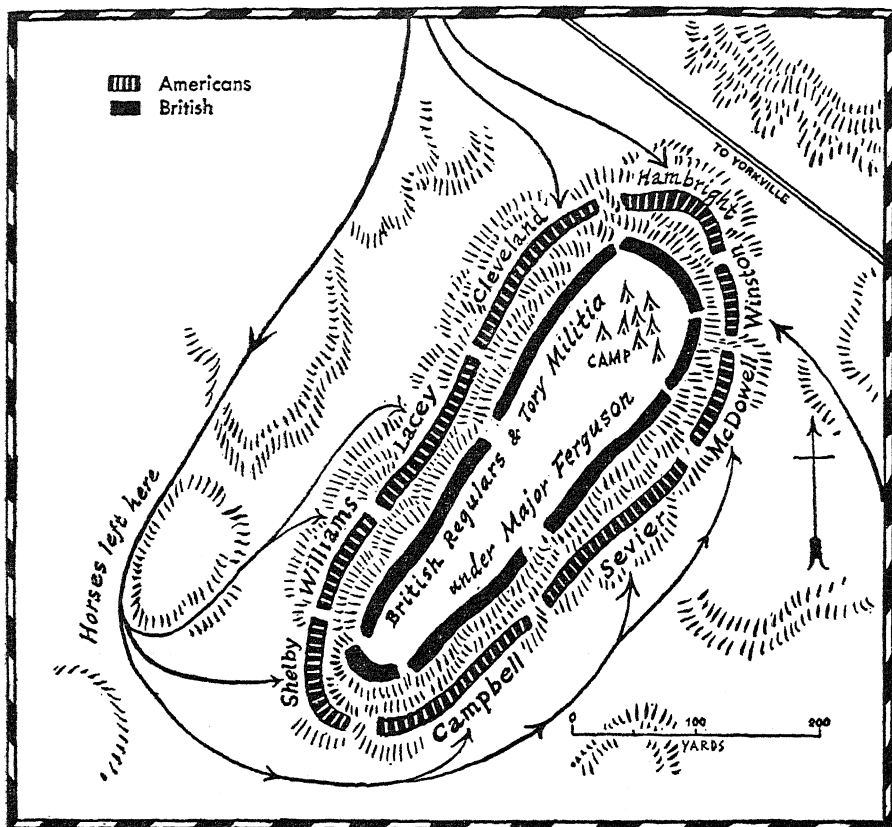 Americans
British
TO YORKVILLE
Hambright
Cleveland
Winston
CAMP
Lacey
McDowell
British Regulars & Tory Militia
under Major Ferguson
Horses left here
Williams
Sevier
Shelby
Campbell
0 100 200
YARDS